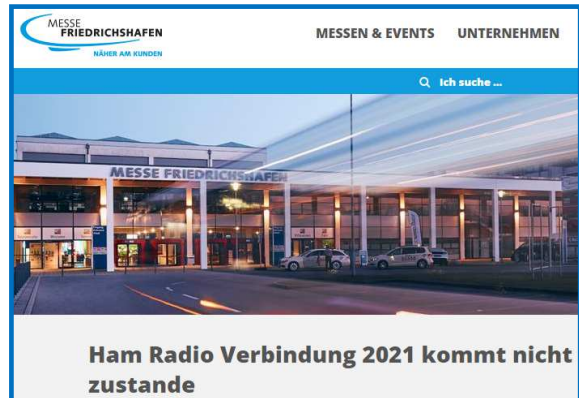 MESSE
FRIEDRICHSHAFEN
NÄHER AM KUNDEN
MESSEN & EVENTS UNTERNEHMEN
Ich suche ...
MESSE FRIEDRICHSHAFEN
Ham Radio Verbindung 2021 kommt nicht
zustande